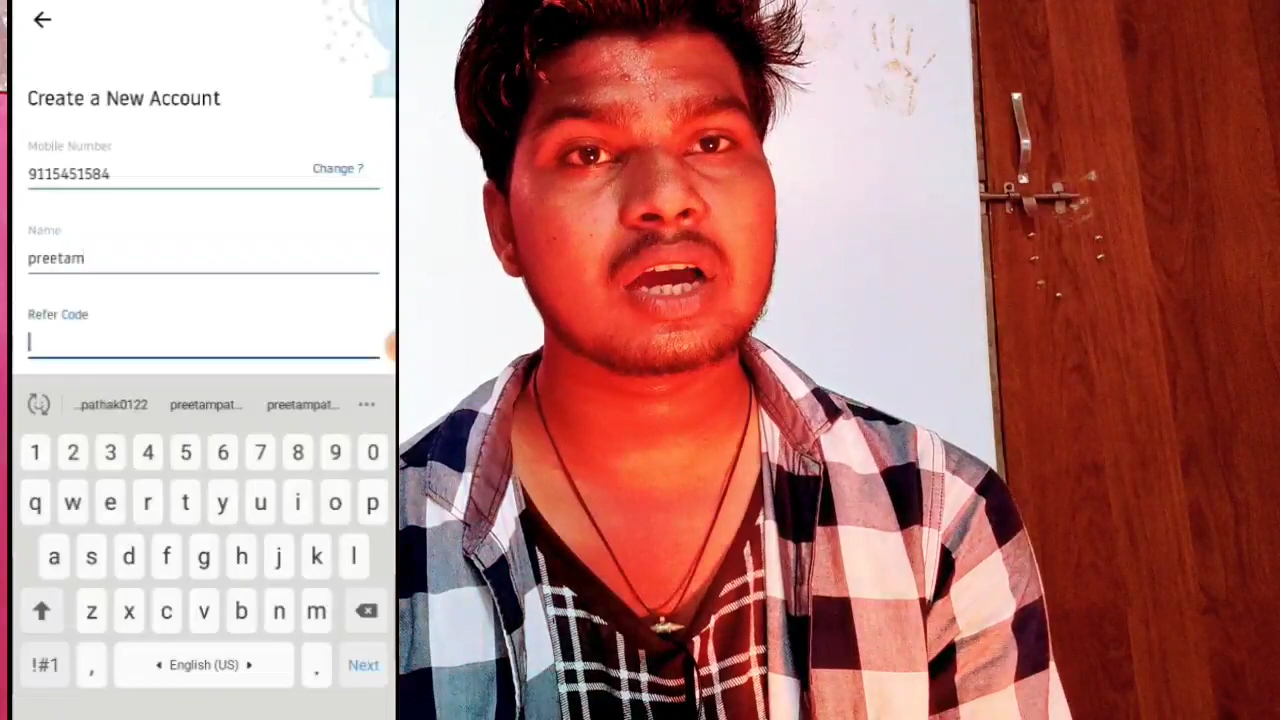 Create a New Account
Mobile Number
9115451584
Change ?
Name
preetam
Refer Code
...pathak0122 preetampat... preetampat... ...
1 2 3 4 5 6 7 8 9 0
q w e r t y u i o p
a s d f g h j k l
z x c v b n m
!#1 , English (US) . Next